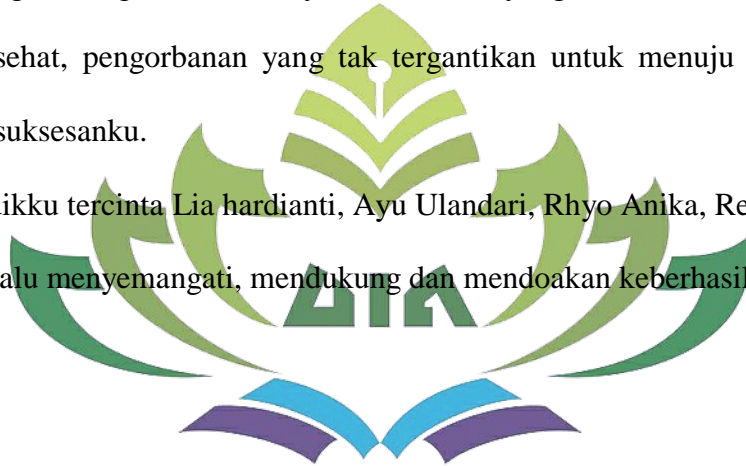 sehat, pengorbanan yang tak tergantikan untuk menuju
suksesanku.
ikku tercinta Lia hardianti, Ayu Ulandari, Rhyo Anika, Re
alu menyemangati, mendukung dan mendoakan keberhasil